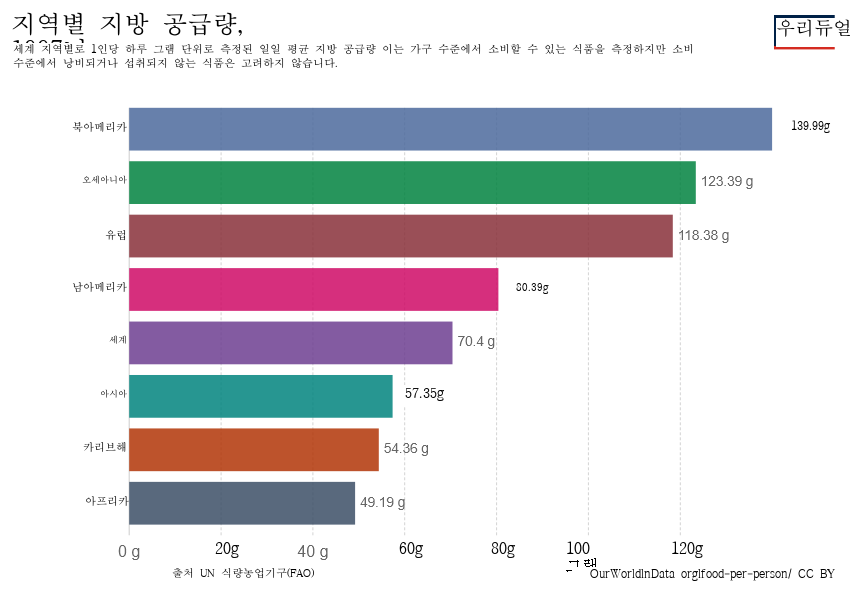 지역별 지방 공급량,
우리듀얼
세계 지역별로 1인당 하루 그램 단위로 측정된 일일 평균 지방 공급량 이는 가구 수준에서 소비할 수 있는 식품을 측정하지만 소비
수준에서 낭비되거나 섭취되지 않는 식품은 고려하지 않습니다.
북아메리카 139.99g
오세아니아 123.39 g
유럽 118.38 g
남아메리카 80.39g
세계 70.4 g
아시아 57.35g
카리브해 54.36 g
아프리카 49.19 g
0 g 20g 40 g 60g 80g 100 120g
출처 UN 식량농업기구(FAO) OurWorldInData org/food-per-person/ CC BY